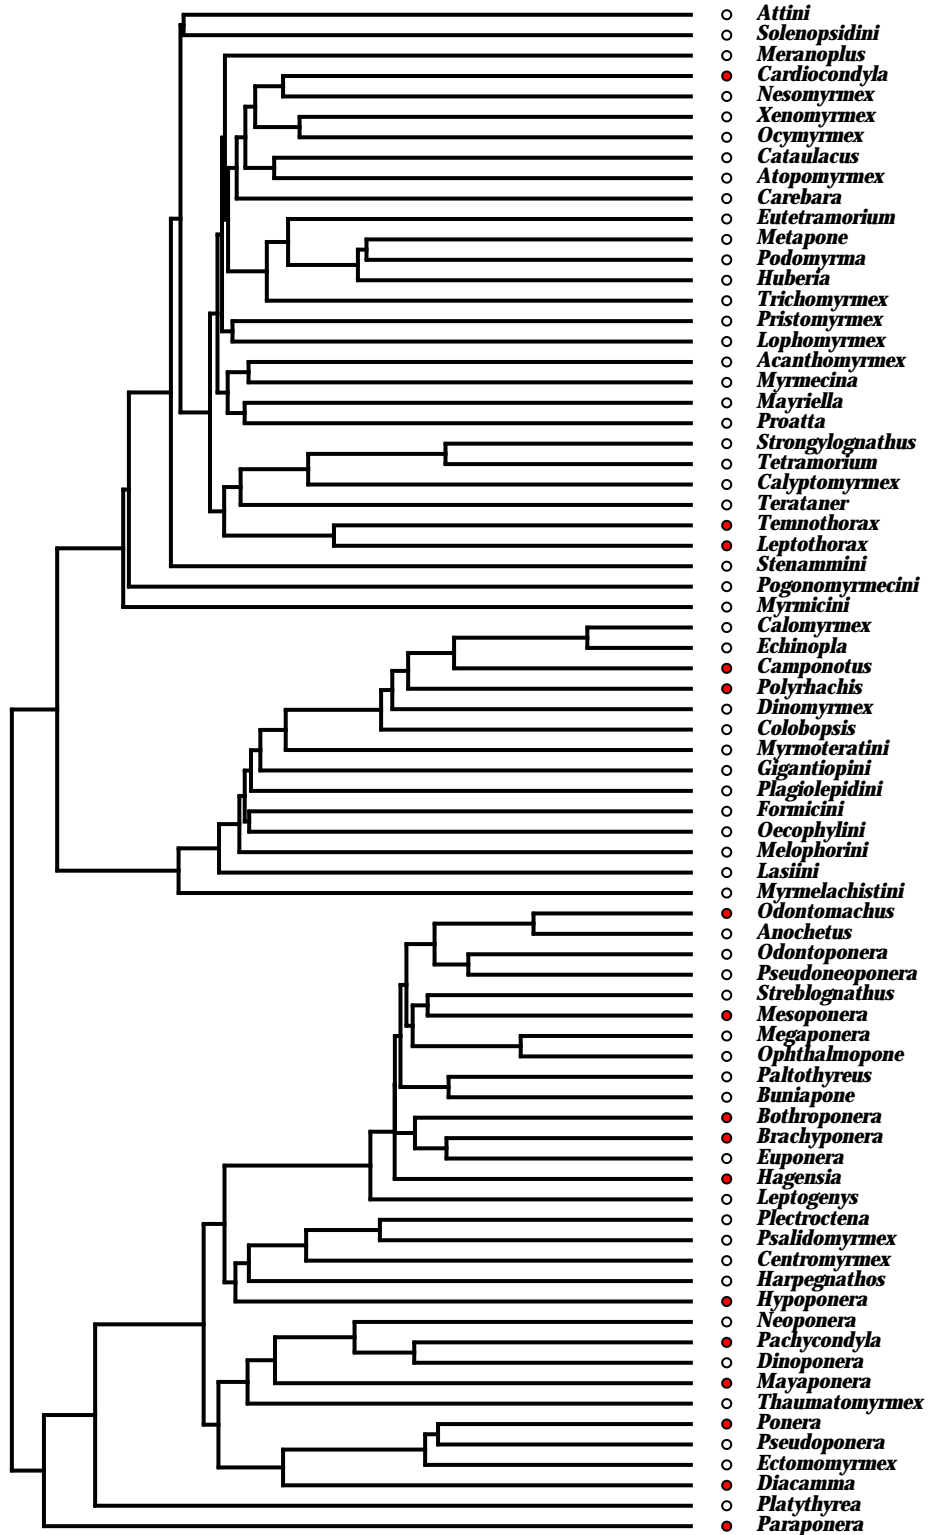 Attini
Solenopsidini
Meranoplus
Cardiocondyla
Nesomyrmex
Xenomyrmex
Ocymyrmex
Cataulacus
Atopomyrmex
Carebara
Eutetramorium
Metapone
Podomyrma
Huberia
Trichomyrmex
Pristomyrmex
Lophomyrmex
Acanthomyrmex
Myrmecina
Mayriella
Proatta
Strongylognathus
Tetramorium
Calyptomyrmex
Terataner
Temnothorax
Leptothorax
Stenammini
Pogonomyrmecini
Myrmicini
Calomyrmex
Echinopla
Camponotus
Polyrhachis
Dinomyrmex
Colobopsis
Myrmoteratini
Gigantiopini
Plagiolepidini
Formicini
Oecophylini
Melophorini
Lasiini
Myrmelachistini
Odontomachus
Anochetus
Odontoponera
Pseudoneoponera
Streblognathus
Mesoponera
Megaponera
Ophthalmopone
Paltothyreus
Buniapone
Bothroponera
Brachyponera
Euponera
Hagensia
Leptogenys
Plectroctena
Psalidomyrmex
Centromyrmex
Harpegnathos
Hypoponera
Neoponera
Pachycondyla
Dinoponera
Mayaponera
Thaumatomyrmex
Ponera
Pseudoponera
Ectomomyrmex
Diacamma
Platythyrea
Paraponera